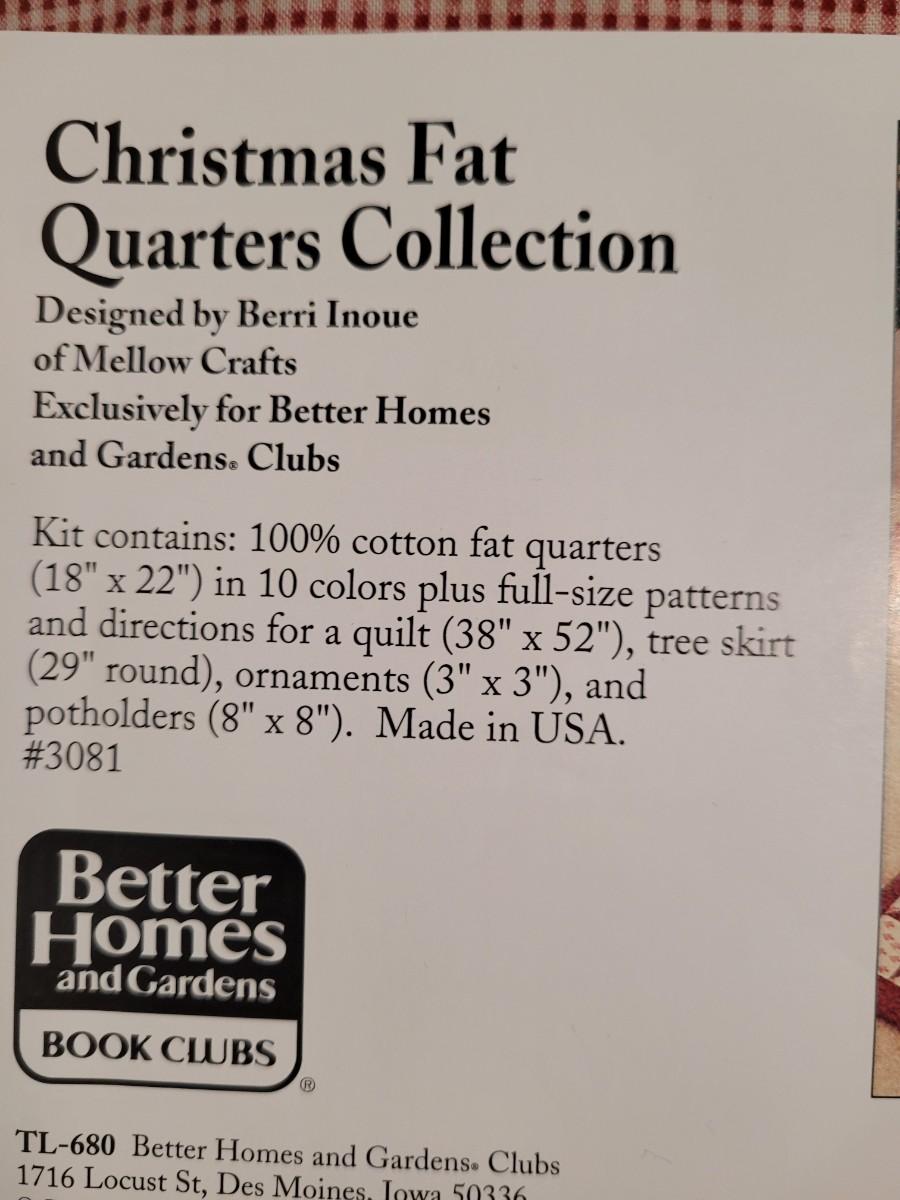 Christmas Fat
Quarters Collection
Designed by Berri Inoue
of Mellow Crafts
Exclusively for Better Homes
and Gardens® Clubs
Kit contains: 100% cotton fat quarters
(18" x 22") in 10 colors plus full-size patterns
and directions for a quilt (38" x 52"), tree skirt
(29" round), ornaments (3" x 3"), and
potholders (8" x 8").  Made in USA.
#3081
Better
Homes
and Gardens
BOOK CLUBS
®
TL-680 Better Homes and Gardens® Clubs
1716 Locust St, Des Moines, Iowa 50336